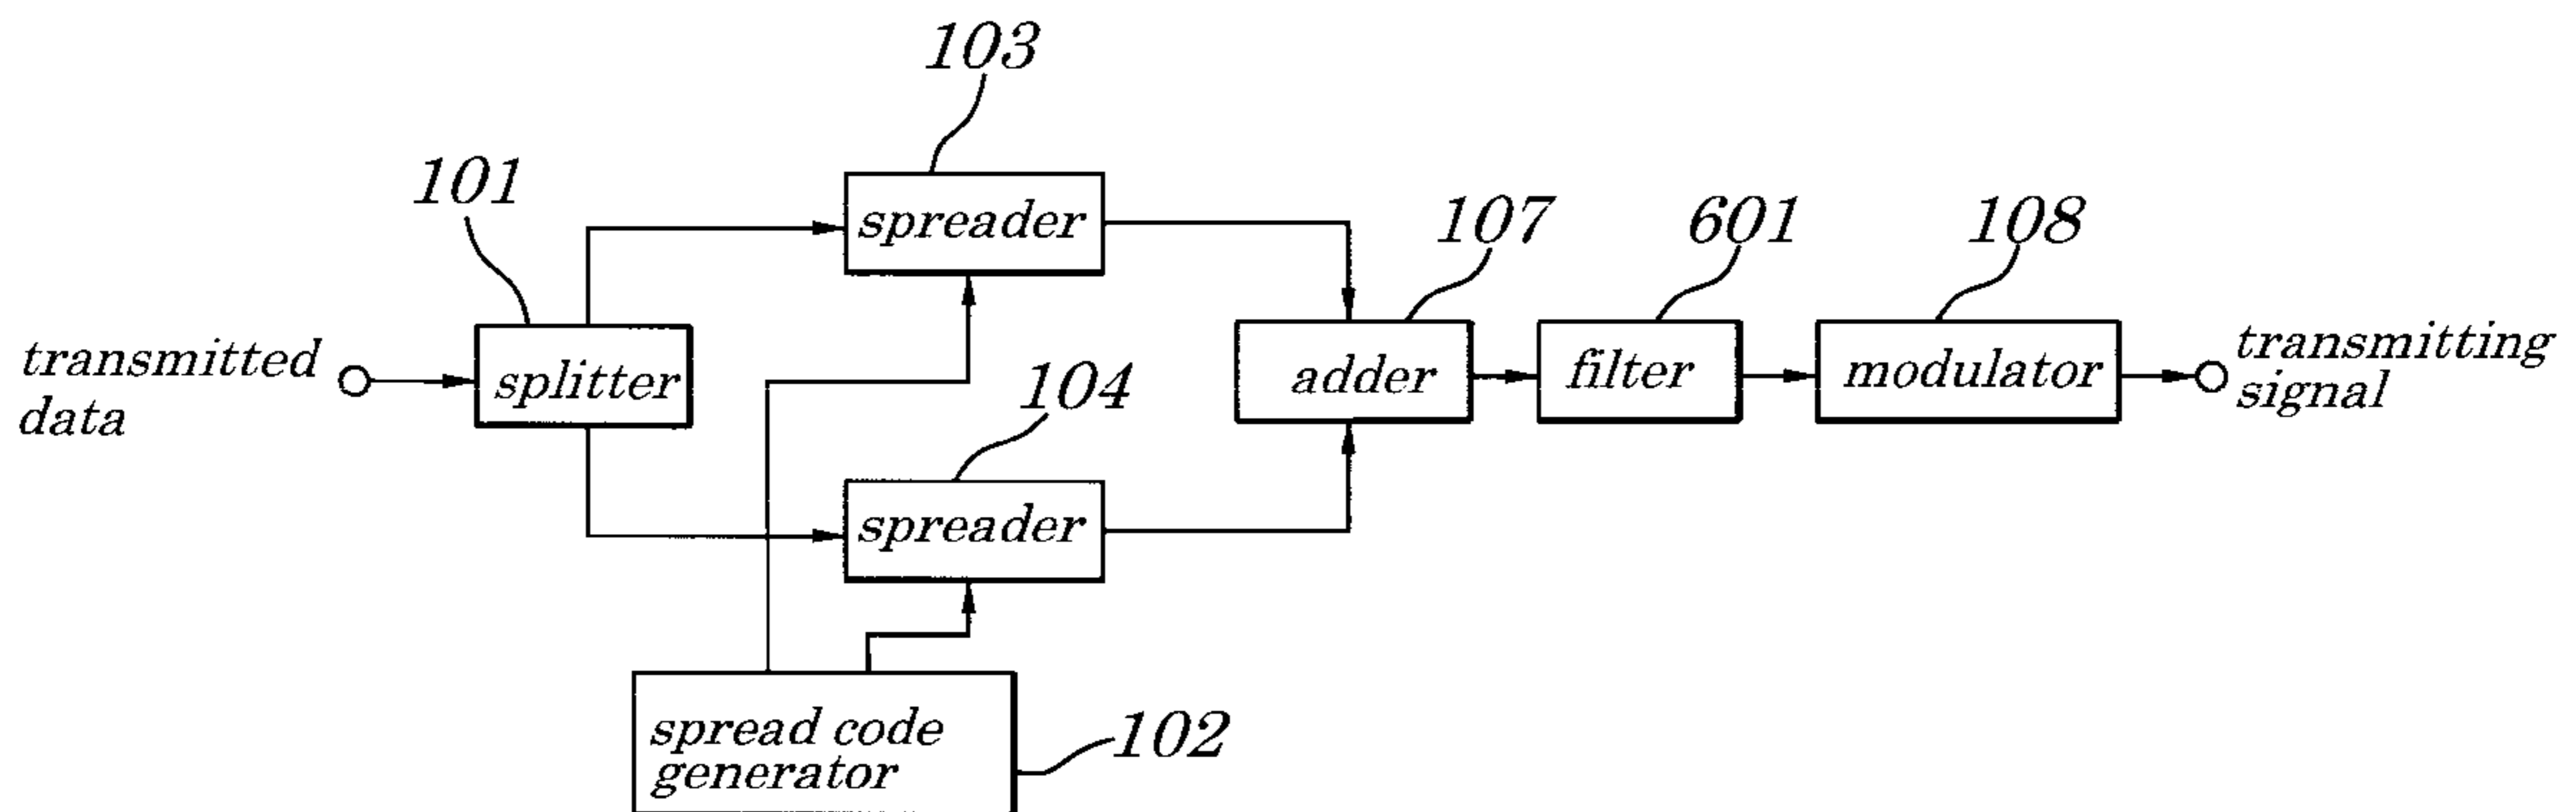 103
101
spreader
107
601
108
transmitted
data
splitter
104
adder
filter
modulator
transmitting
signal
spreader
spread code
generator
102